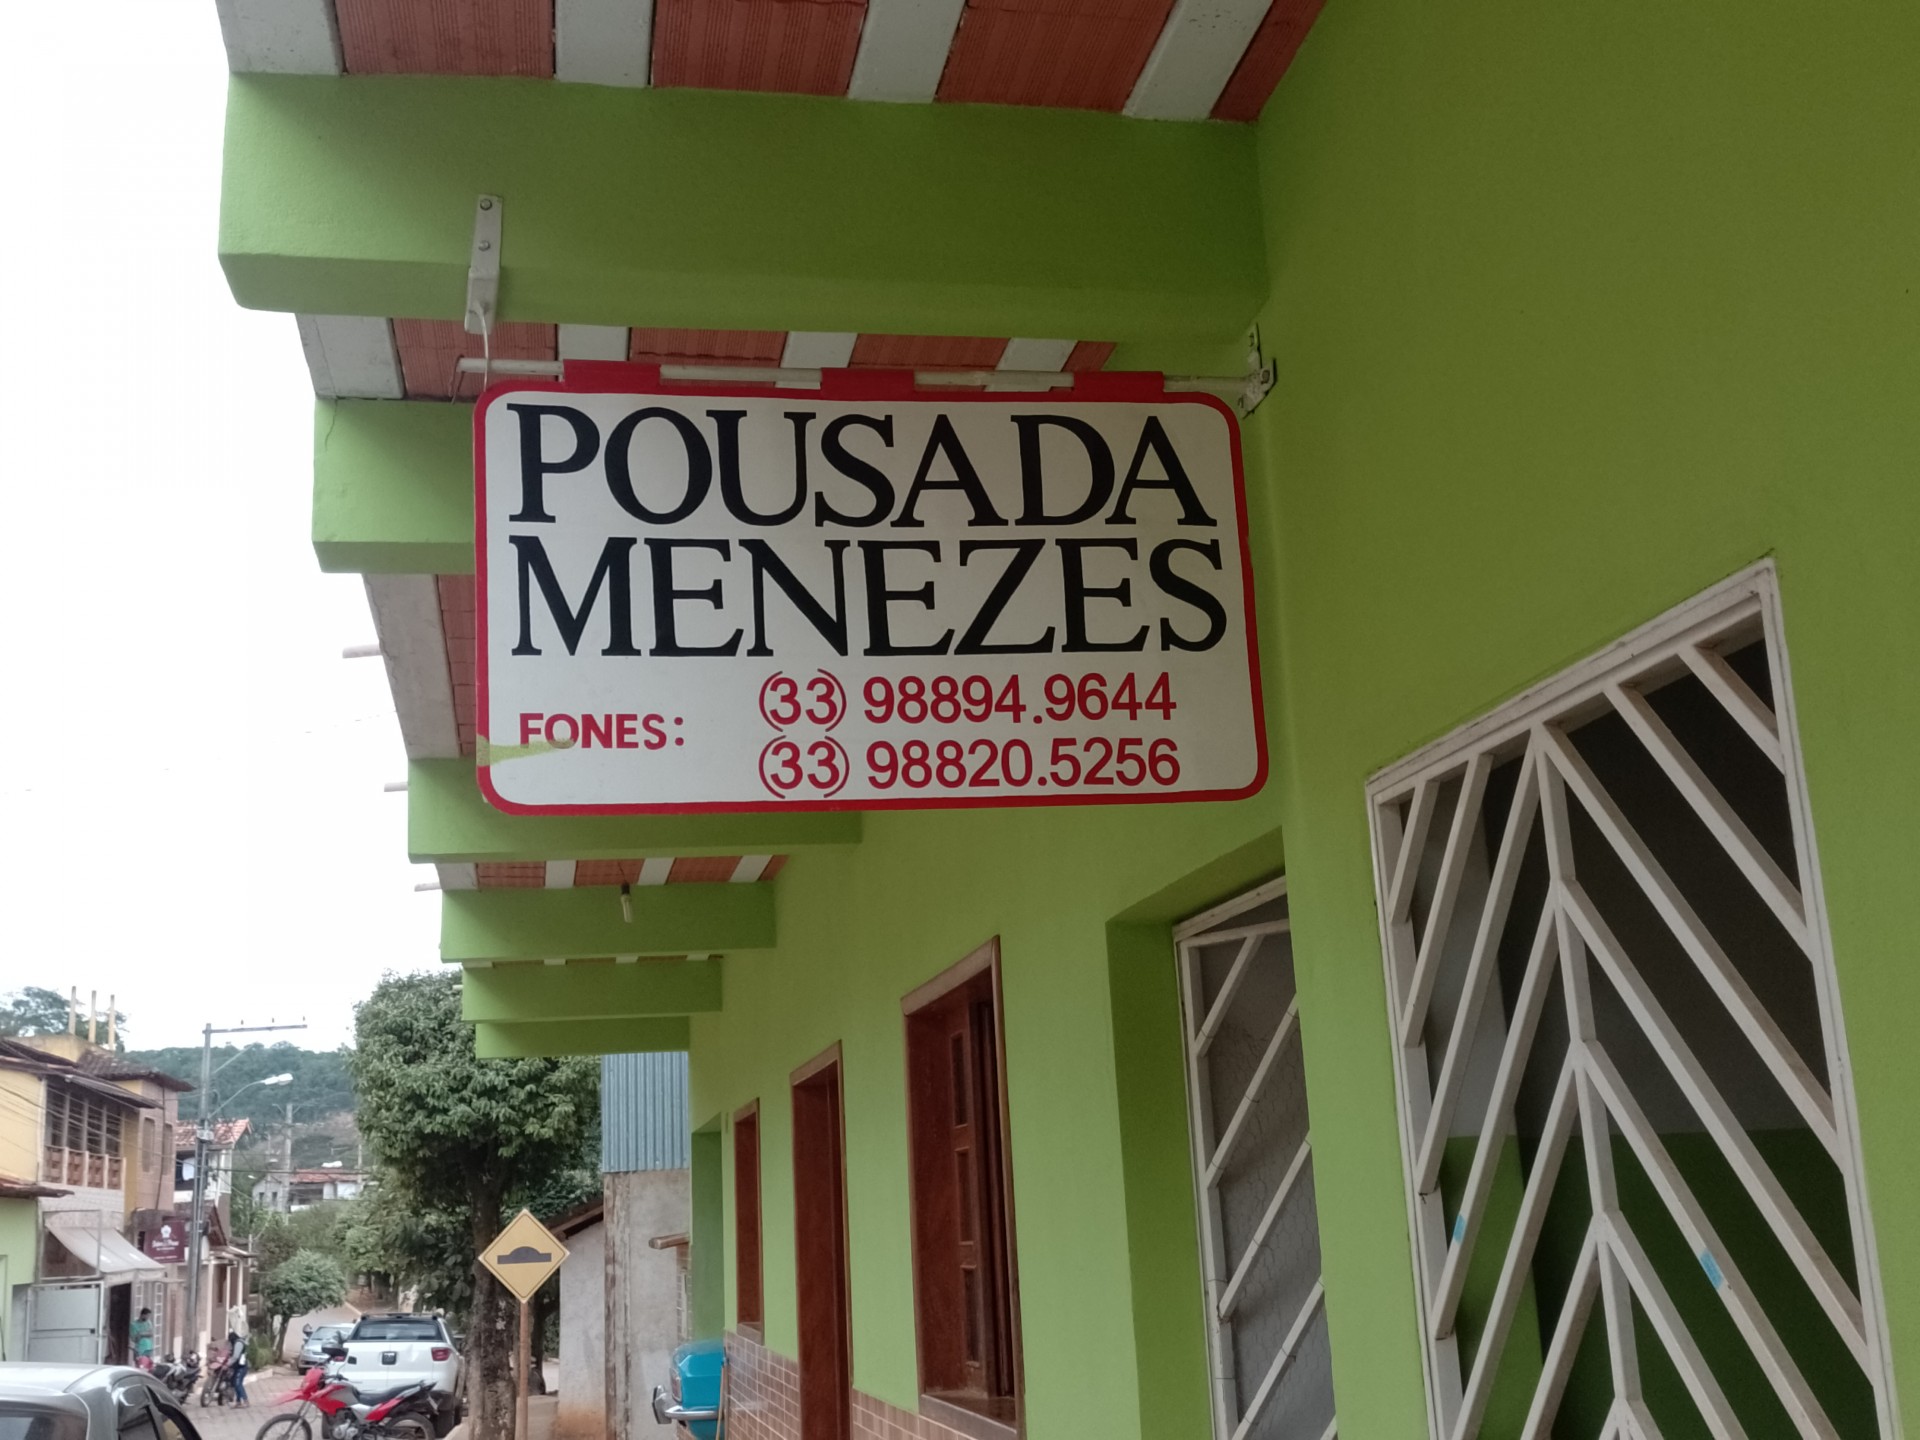 POUSADA
MENEZES
FONES: (33) 98894.9644
(33) 98820.5256